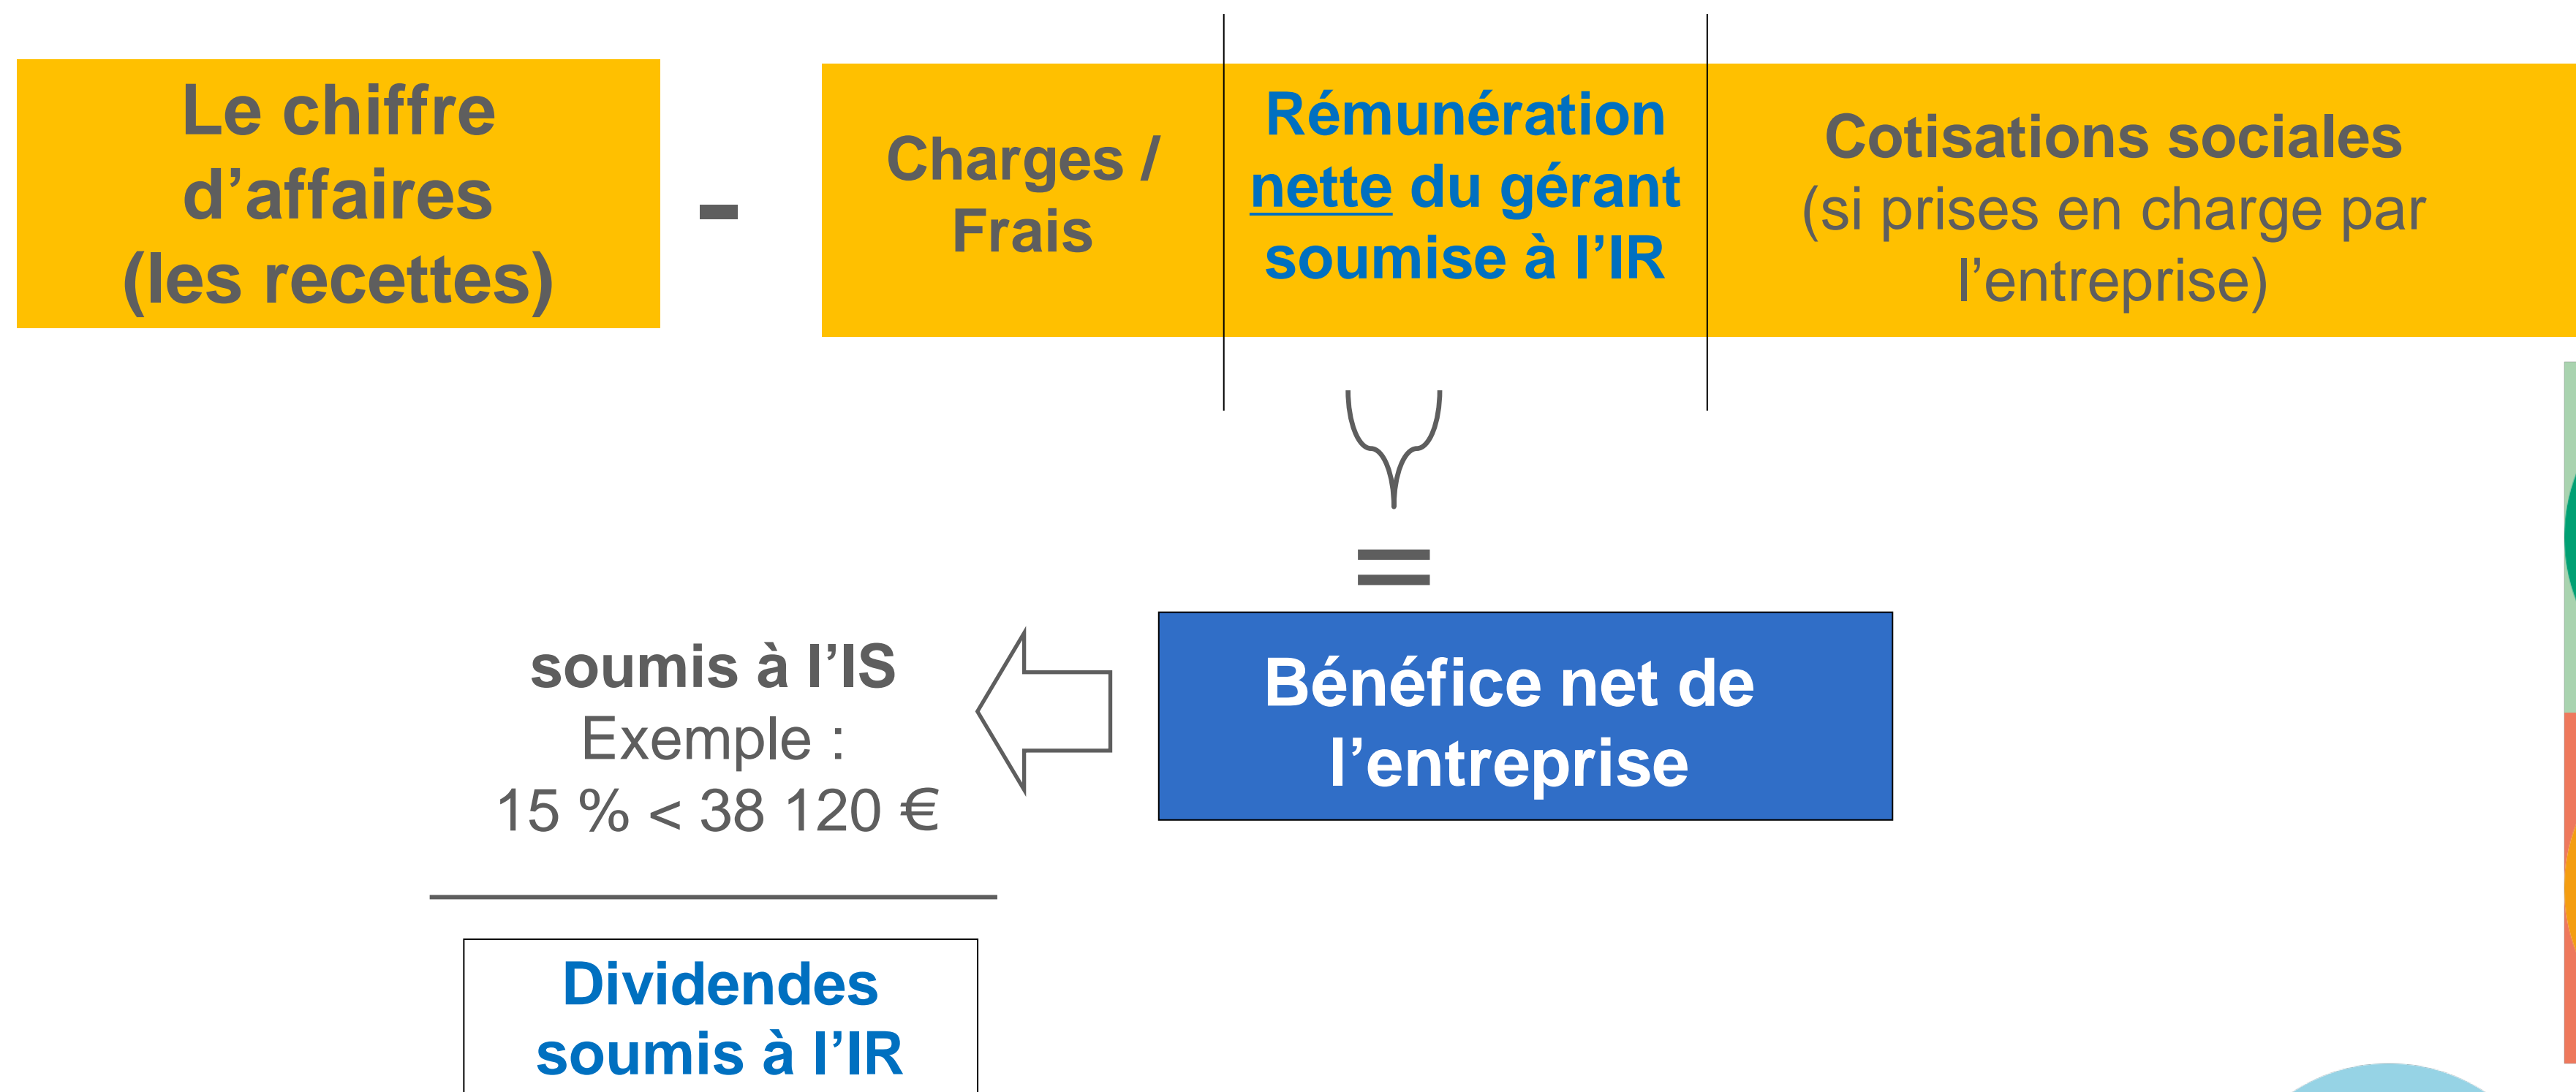 Le chiffre
d’affaires
(les recettes)
-
Charges /
Frais
Rémunération
nette du gérant
soumise à l’IR
Cotisations sociales
(si prises en charge par
l’entreprise)
=
Bénéfice net de
l’entreprise
soumis à l’IS
Exemple :
15 % < 38 120 €
Dividendes
soumis à l’IR